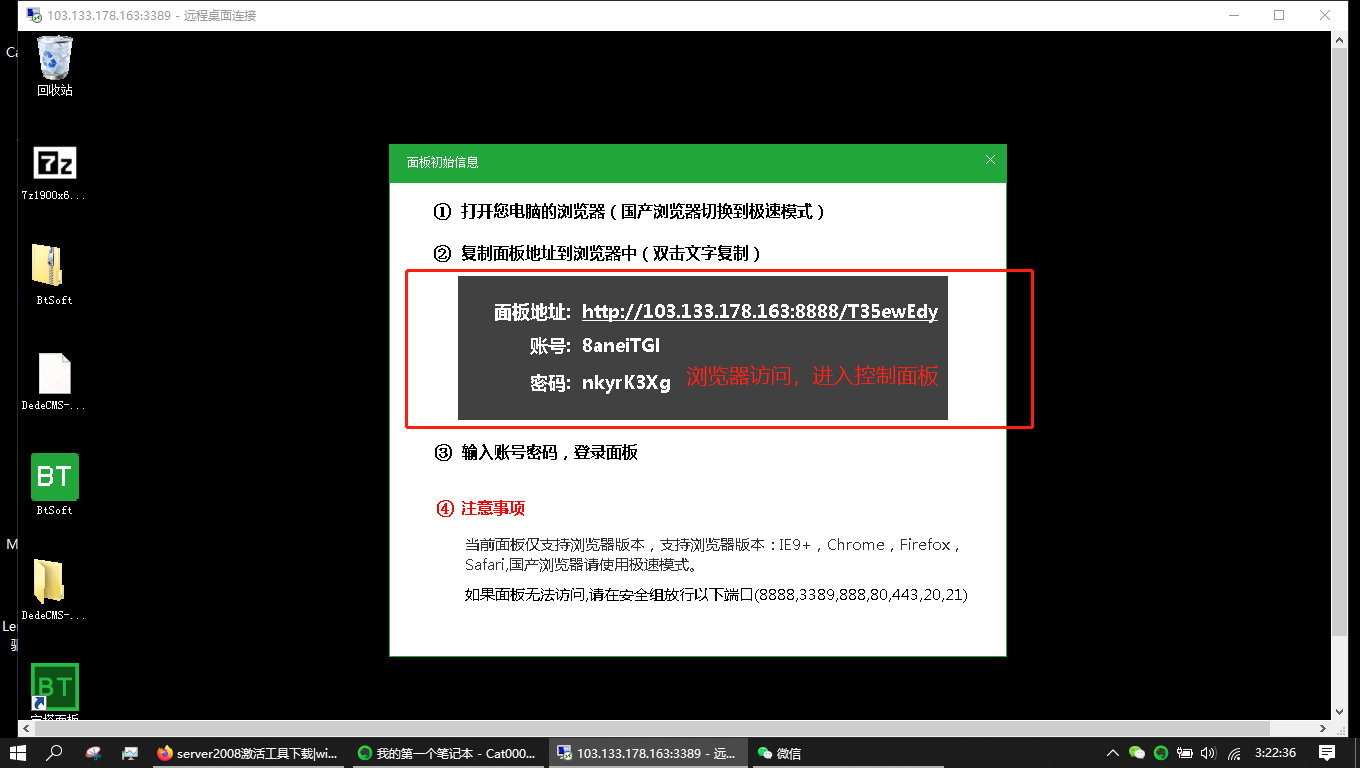 103.133.178.163:3389 - 远程桌面连接
Ca
回收站
7z1900x6...
BtSoft
DedeCMS-...
BtSoft
M
DedeCMS-...
Le
宝塔面板
面板初始信息
① 打开您电脑的浏览器（国产浏览器切换到极速模式）
② 复制面板地址到浏览器中（双击文字复制）
面板地址: http://103.133.178.163:8888/T35ewEdy
账号: 8aneiTGl
密码: nkyrK3Xg
浏览器访问，进入控制面板
③ 输入账号密码，登录面板
④ 注意事项
当前面板仅支持浏览器版本，支持浏览器版本：IE9+，Chrome，Firefox，
Safari,国产浏览器请使用极速模式。
如果面板无法访问,请在安全组放行以下端口(8888,3389,888,80,443,20,21)
server2008激活工具下载|wi...
我的第一个笔记本 - Cat000...
103.133.178.163:3389 - 远...
微信
3:22:36